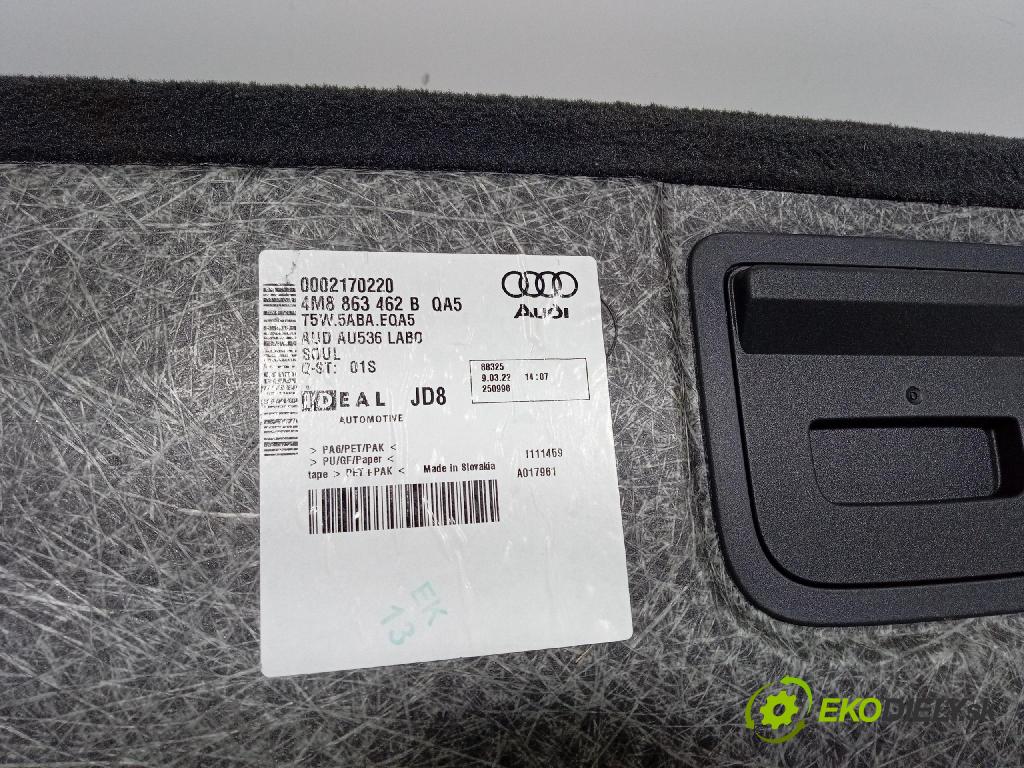 0002170220
4M8 863 462 B QA5
T5W.5ABA.EQA5
AUD AU536 LABO
SOUL
Q-ST: 01S
Audi
88325
9.03.22 14:07
250998
IDEAL JD8
AUTOMOTIVE
> PA6/PET/PAK <
> PU/GF/Paper <
tape > PET+PAK <
Made in Slovakia
I111459
A017961
EK
13
EKODIELY.SK